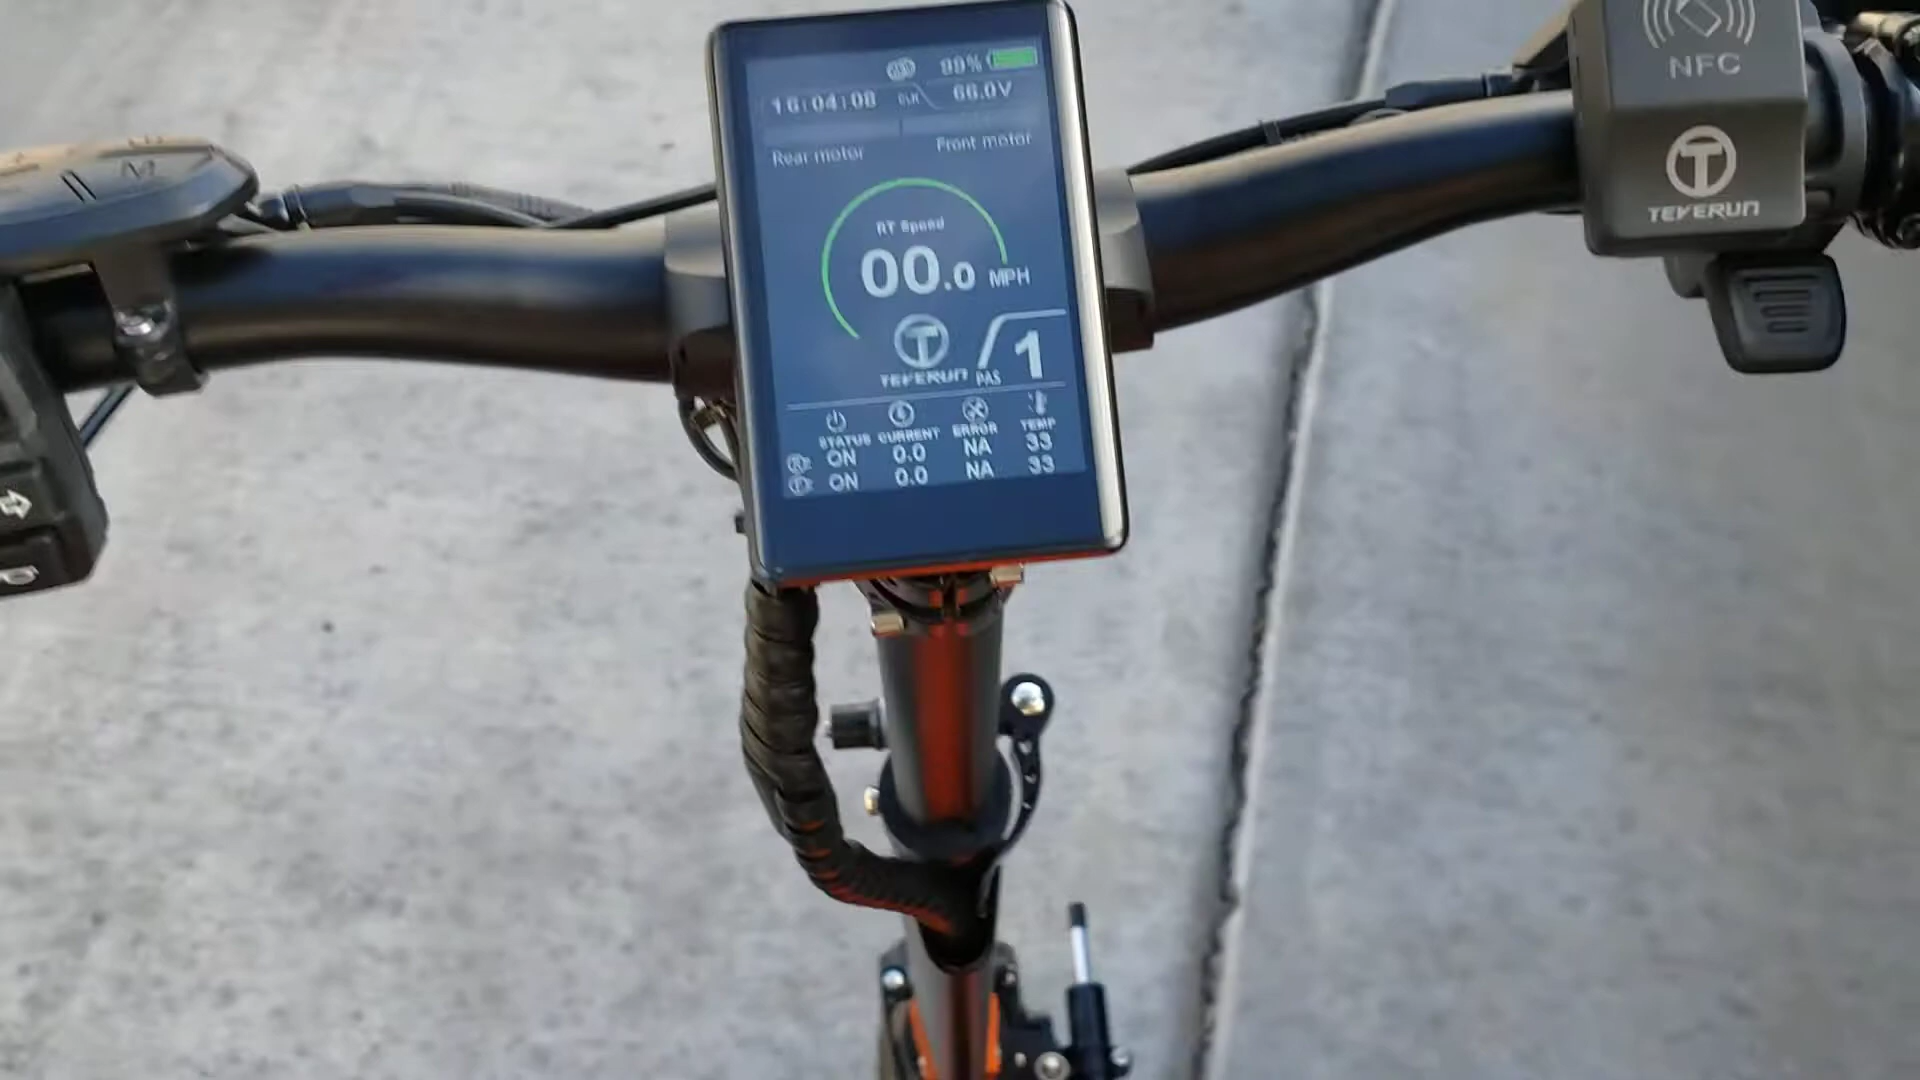 NFC
TEVERUN
99%
16:04:08 66.0V
Rear motor Front motor
RT Speed
00.0 MPH
TEVERUN PAS 1
STATUS CURRENT ERROR TEMP
ON 0.0 NA 33
ON 0.0 NA 33
M